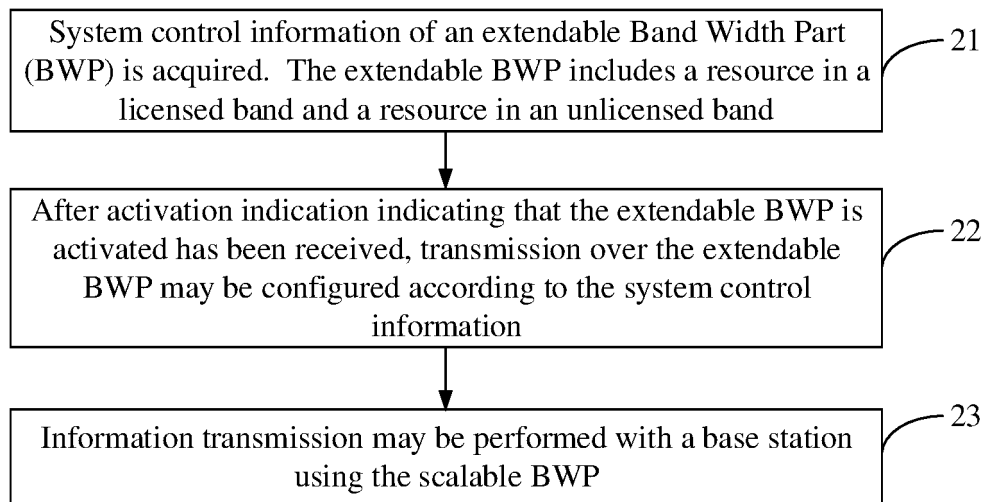 System control information of an extendable Band Width Part
(BWP) is acquired. The extendable BWP includes a resource in a
licensed band and a resource in an unlicensed band
21
After activation indication indicating that the extendable BWP is
activated has been received, transmission over the extendable
BWP may be configured according to the system control
information
22
Information transmission may be performed with a base station
using the scalable BWP
23